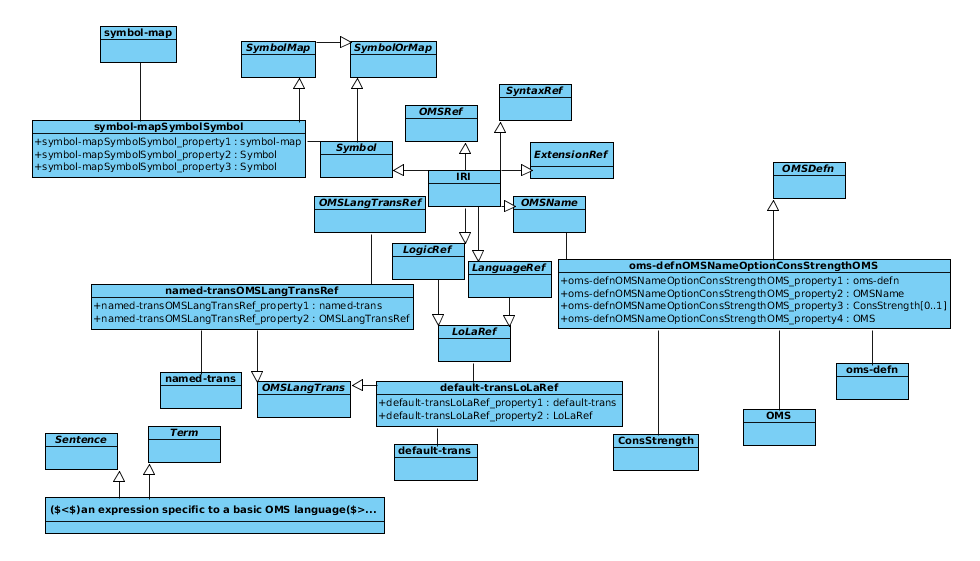 symbol-map
SymbolMap
SymbolOrMap
SyntaxRef
OMSRef
symbol-mapSymbolSymbol
+symbol-mapSymbolSymbol_property1 : symbol-map
+symbol-mapSymbolSymbol_property2 : Symbol
+symbol-mapSymbolSymbol_property3 : Symbol
Symbol
ExtensionRef
IRI
OMSDefn
OMSLangTransRef
OMSName
LogicRef
LanguageRef
oms-defnOMSNameOptionConsStrengthOMS
+oms-defnOMSNameOptionConsStrengthOMS_property1 : oms-defn
+oms-defnOMSNameOptionConsStrengthOMS_property2 : OMSName
+oms-defnOMSNameOptionConsStrengthOMS_property3 : ConsStrength[0..1]
+oms-defnOMSNameOptionConsStrengthOMS_property4 : OMS
named-transOMSLangTransRef
+named-transOMSLangTransRef_property1 : named-trans
+named-transOMSLangTransRef_property2 : OMSLangTransRef
LoLaRef
named-trans
OMSLangTrans
default-transLoLaRef
+default-transLoLaRef_property1 : default-trans
+default-transLoLaRef_property2 : LoLaRef
oms-defn
OMS
ConsStrength
default-trans
Sentence
Term
($<$)an expression specific to a basic OMS language($>...